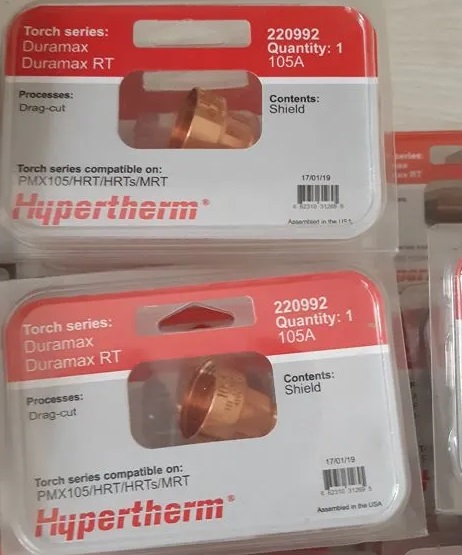 Torch series:
Duramax
Duramax RT
220992
Quantity: 1
105A
Processes:
Drag-cut
Contents:
Shield
Torch series compatible on:
PMX105/HRT/HRTs/MRT
Hypertherm®
17/01/19
Assembled in the USA
Torch series:
Duramax
Duramax RT
220992
Quantity: 1
105A
Processes:
Drag-cut
Contents:
Shield
Torch series compatible on:
PMX105/HRT/HRTs/MRT
Hypertherm®
17/01/19
Assembled in the USA